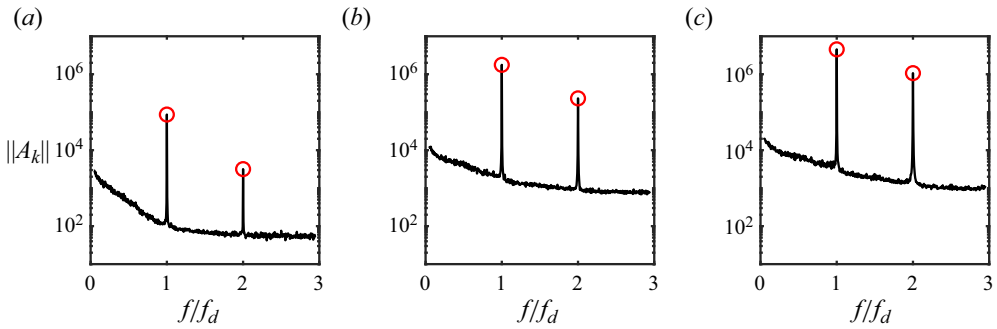 (a) (b) (c)
||A_k||
10^6 10^6 10^6
10^4 10^4 10^4
10^2 10^2 10^2
0 1 2 3 0 1 2 3 0 1 2 3
f/f_d f/f_d f/f_d